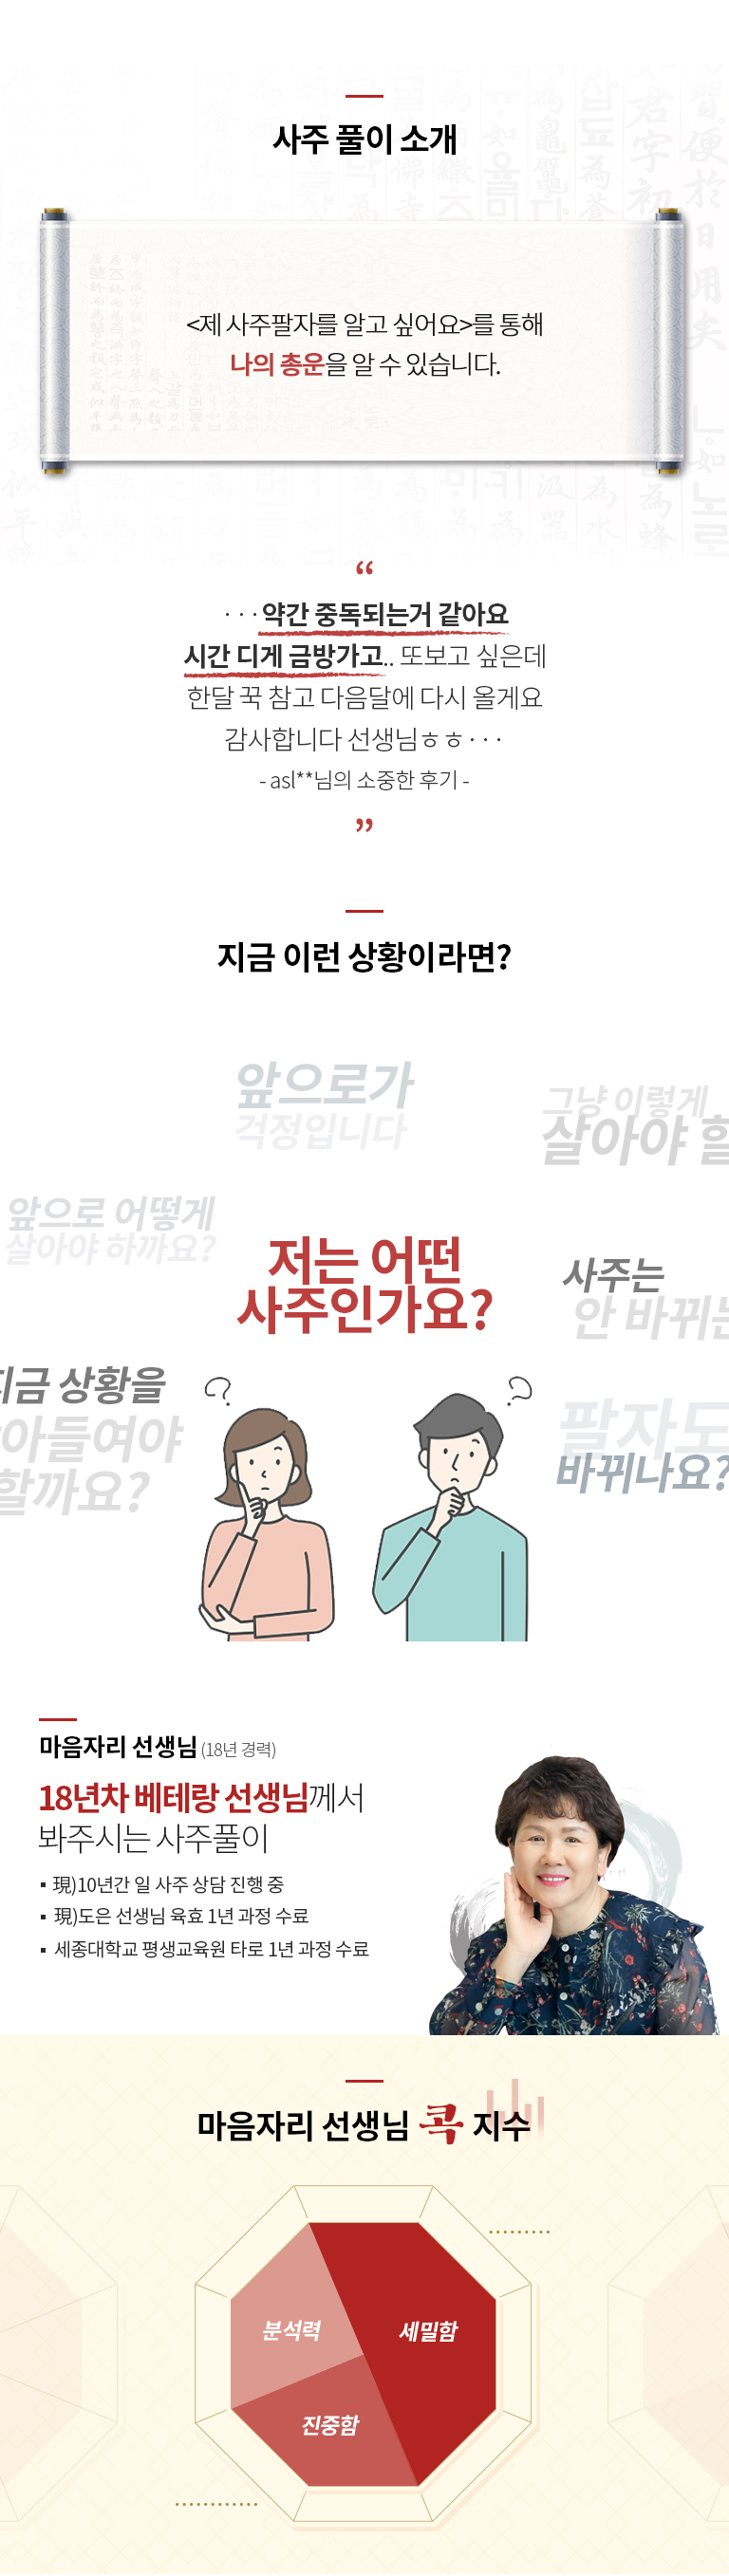 사주 풀이 소개
<제 사주팔자를 알고 싶어요>를 통해
나의 총운을 알 수 있습니다.
“
···약간 중독되는거 같아요
시간 디게 금방가고.. 또보고 싶은데
한달 꾹 참고 다음달에 다시 올게요
감사합니다 선생님ㅎㅎ···
- asl**님의 소중한 후기 -
”
지금 이런 상황이라면?
앞으로가
걱정입니다
그냥 이렇게
살아야 할
앞으로 어떻게
살아야 하까요?
저는 어떤
사주인가요?
사주는
안 바뀌는
지금 상황을
아들여야
할까요?
팔자도
바뀌나요?
마음자리 선생님 (18년 경력)
18년차 베테랑 선생님께서
봐주시는 사주풀이
▪ 現)10년간 일 사주 상담 진행 중
▪ 現)도은 선생님 육효 1년 과정 수료
▪ 세종대학교 평생교육원 타로 1년 과정 수료
마음자리 선생님 콕 지수
분석력
세밀함
진중함